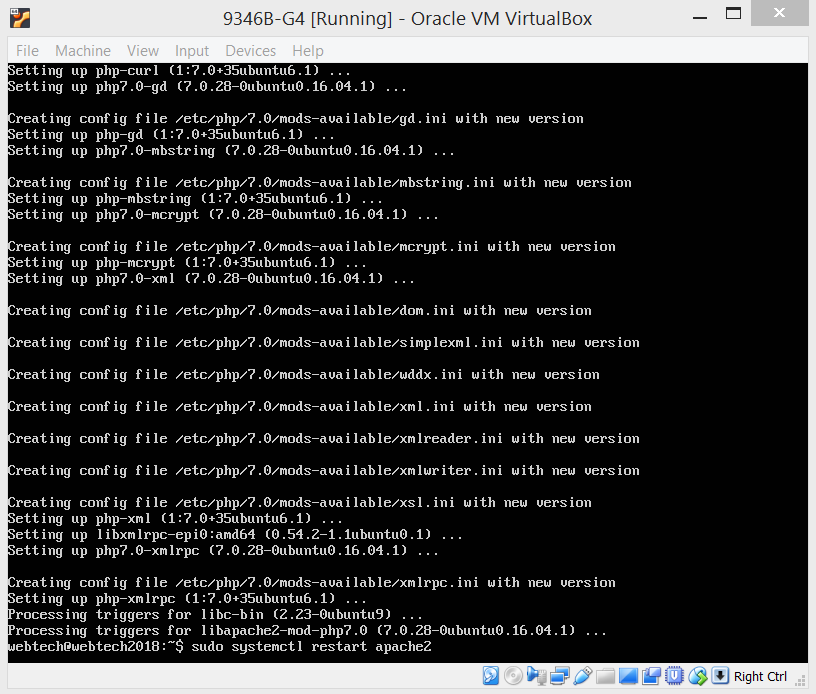 9346B-G4 [Running] - Oracle VM VirtualBox
File Machine View Input Devices Help
Setting up php-curl (1:7.0+35ubuntu6.1) ...
Setting up php7.0-gd (7.0.28-0ubuntu0.16.04.1) ...
Creating config file /etc/php/7.0/mods-available/gd.ini with new version
Setting up php-gd (1:7.0+35ubuntu6.1) ...
Setting up php7.0-mbstring (7.0.28-0ubuntu0.16.04.1) ...
Creating config file /etc/php/7.0/mods-available/mbstring.ini with new version
Setting up php-mbstring (1:7.0+35ubuntu6.1) ...
Setting up php7.0-mcrypt (7.0.28-0ubuntu0.16.04.1) ...
Creating config file /etc/php/7.0/mods-available/mcrypt.ini with new version
Setting up php-mcrypt (1:7.0+35ubuntu6.1) ...
Setting up php7.0-xml (7.0.28-0ubuntu0.16.04.1) ...
Creating config file /etc/php/7.0/mods-available/dom.ini with new version
Creating config file /etc/php/7.0/mods-available/simplexml.ini with new version
Creating config file /etc/php/7.0/mods-available/wddx.ini with new version
Creating config file /etc/php/7.0/mods-available/xml.ini with new version
Creating config file /etc/php/7.0/mods-available/xmlreader.ini with new version
Creating config file /etc/php/7.0/mods-available/xmlwriter.ini with new version
Creating config file /etc/php/7.0/mods-available/xsl.ini with new version
Setting up php-xml (1:7.0+35ubuntu6.1) ...
Setting up libxmlrpc-epi0:amd64 (0.54.2-1.1ubuntu0.1) ...
Setting up php7.0-xmlrpc (7.0.28-0ubuntu0.16.04.1) ...
Creating config file /etc/php/7.0/mods-available/xmlrpc.ini with new version
Setting up php-xmlrpc (1:7.0+35ubuntu6.1) ...
Processing triggers for libc-bin (2.23-0ubuntu9) ...
Processing triggers for libapache2-mod-php7.0 (7.0.28-0ubuntu0.16.04.1) ...
webtech@webtech2018:~$ sudo systemctl restart apache2
Right Ctrl